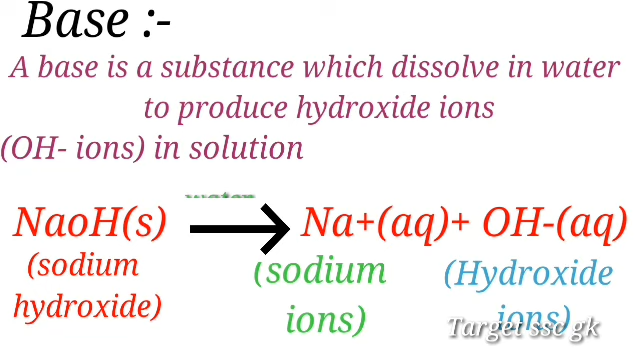 Base :-
A base is a substance which dissolve in water
to produce hydroxide ions
(OH- ions) in solution
water
NaoH(s) Na+(aq)+ OH-(aq)
(sodium hydroxide)
(sodium ions)
(Hydroxide ions)
Target ssc gk